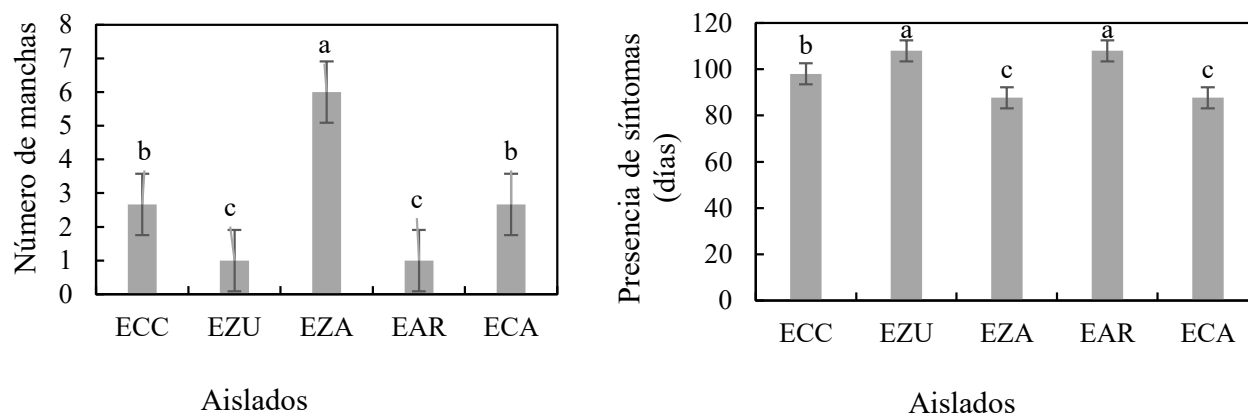 Número de manchas
8
7
6
5
4
3
2
1
0
b
c
a
c
b
ECC EZU EZA EAR ECA
Aislados
Presencia de síntomas
(días)
120
100
80
60
40
20
0
b
a
c
a
c
ECC EZU EZA EAR ECA
Aislados